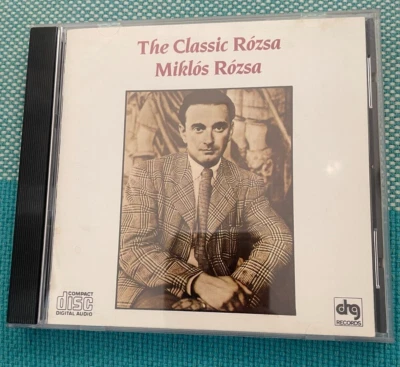 The Classic Rózsa
Miklós Rózsa
COMPACT
disc
DIGITAL AUDIO
drg
RECORDS